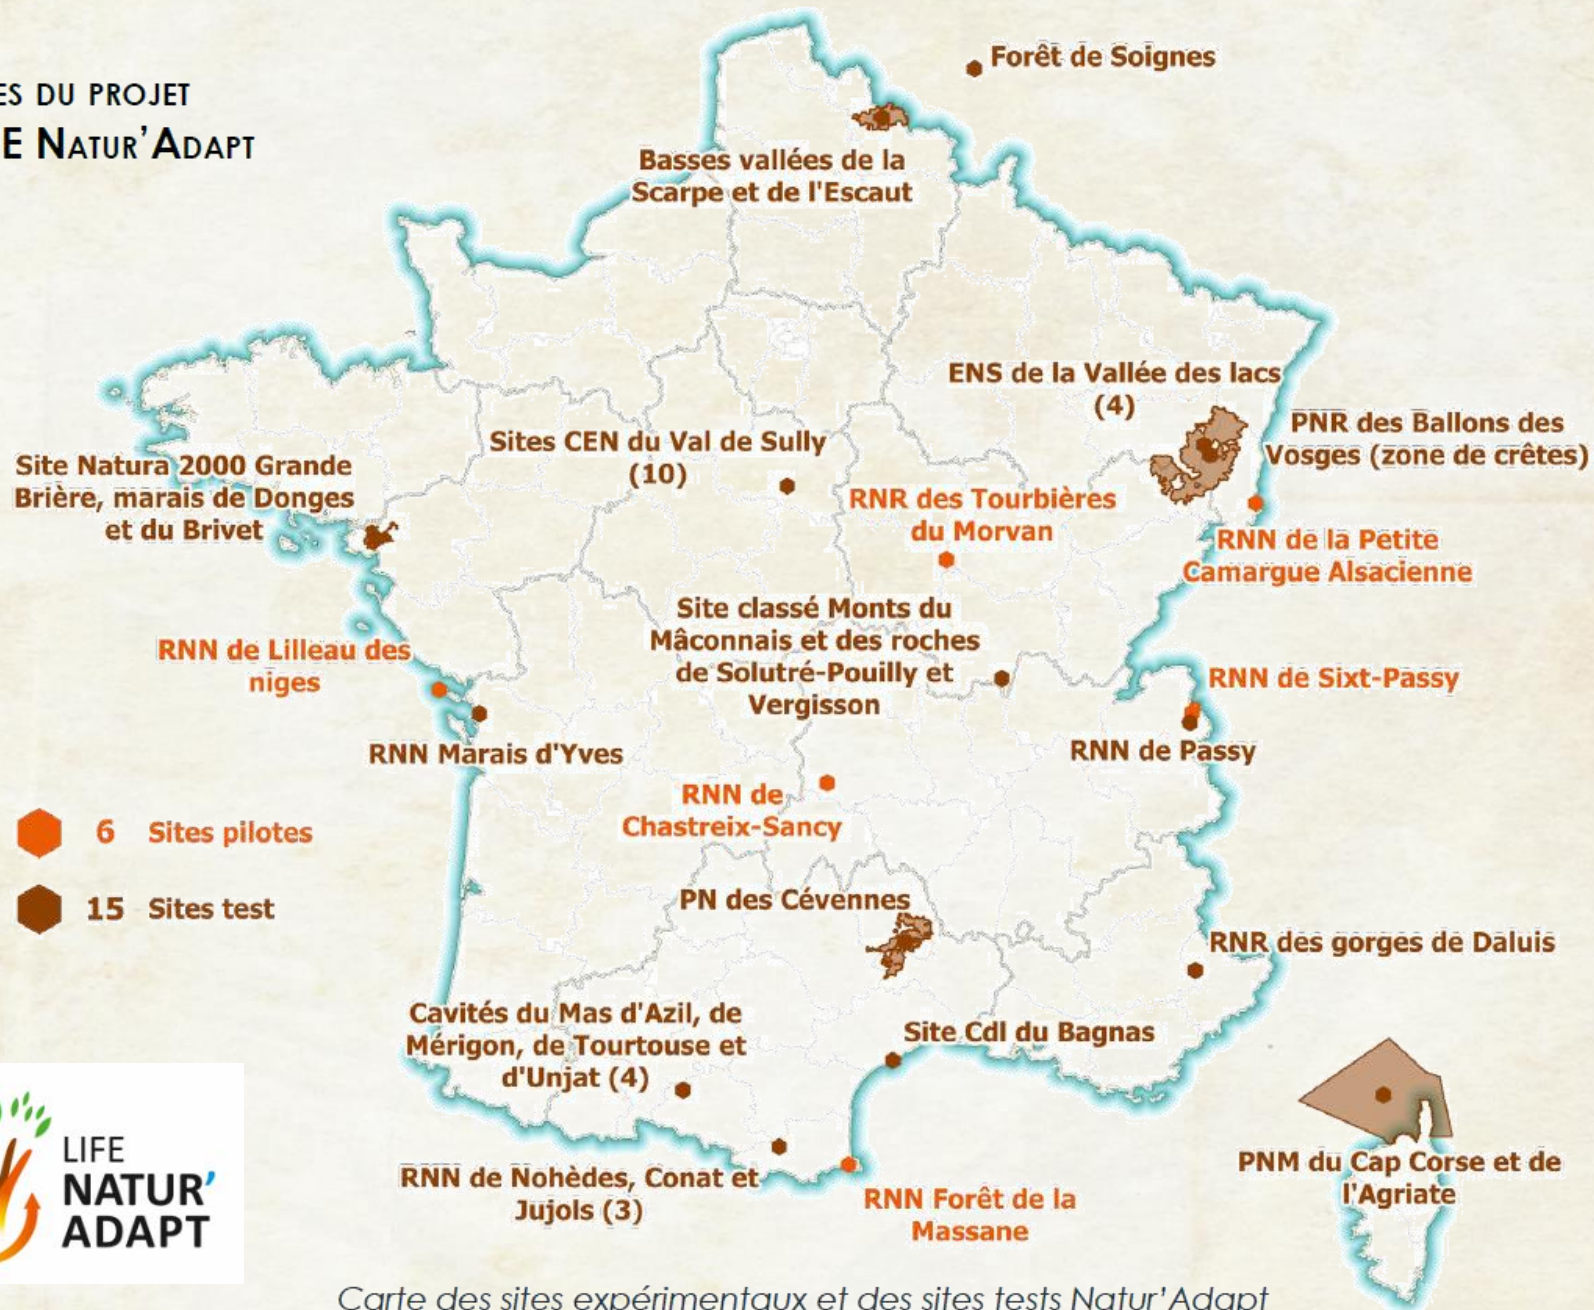 ES DU PROJET
E NATUR'ADAPT
Forêt de Soignes
Basses vallées de la
Scarpe et de l'Escaut
ENS de la Vallée des lacs
(4)
PNR des Ballons des
Vosges (zone de crêtes)
Sites CEN du Val de Sully
(10)
Site Natura 2000 Grande
Brière, marais de Donges
et du Brivet
RNR des Tourbières
du Morvan
RNN de la Petite
Camargue Alsacienne
Site classé Monts du
Mâconnais et des roches
de Solutré-Pouilly et
Vergisson
RNN de Lilleau des
niges
RNN de Sixt-Passy
RNN Marais d'Yves
RNN de Passy
RNN de
Chastreix-Sancy
6 Sites pilotes
15 Sites test
PN des Cévennes
RNR des gorges de Daluis
Cavités du Mas d'Azil, de
Mérigon, de Tourtouse et
d'Unjat (4)
Site Cdl du Bagnas
RNN de Nohèdes, Conat et
Jujols (3)
RNN Forêt de la
Massane
PNM du Cap Corse et de
l'Agriate
LIFE
NATUR'
ADAPT
Carte des sites expérimentaux et des sites tests Natur'Adapt